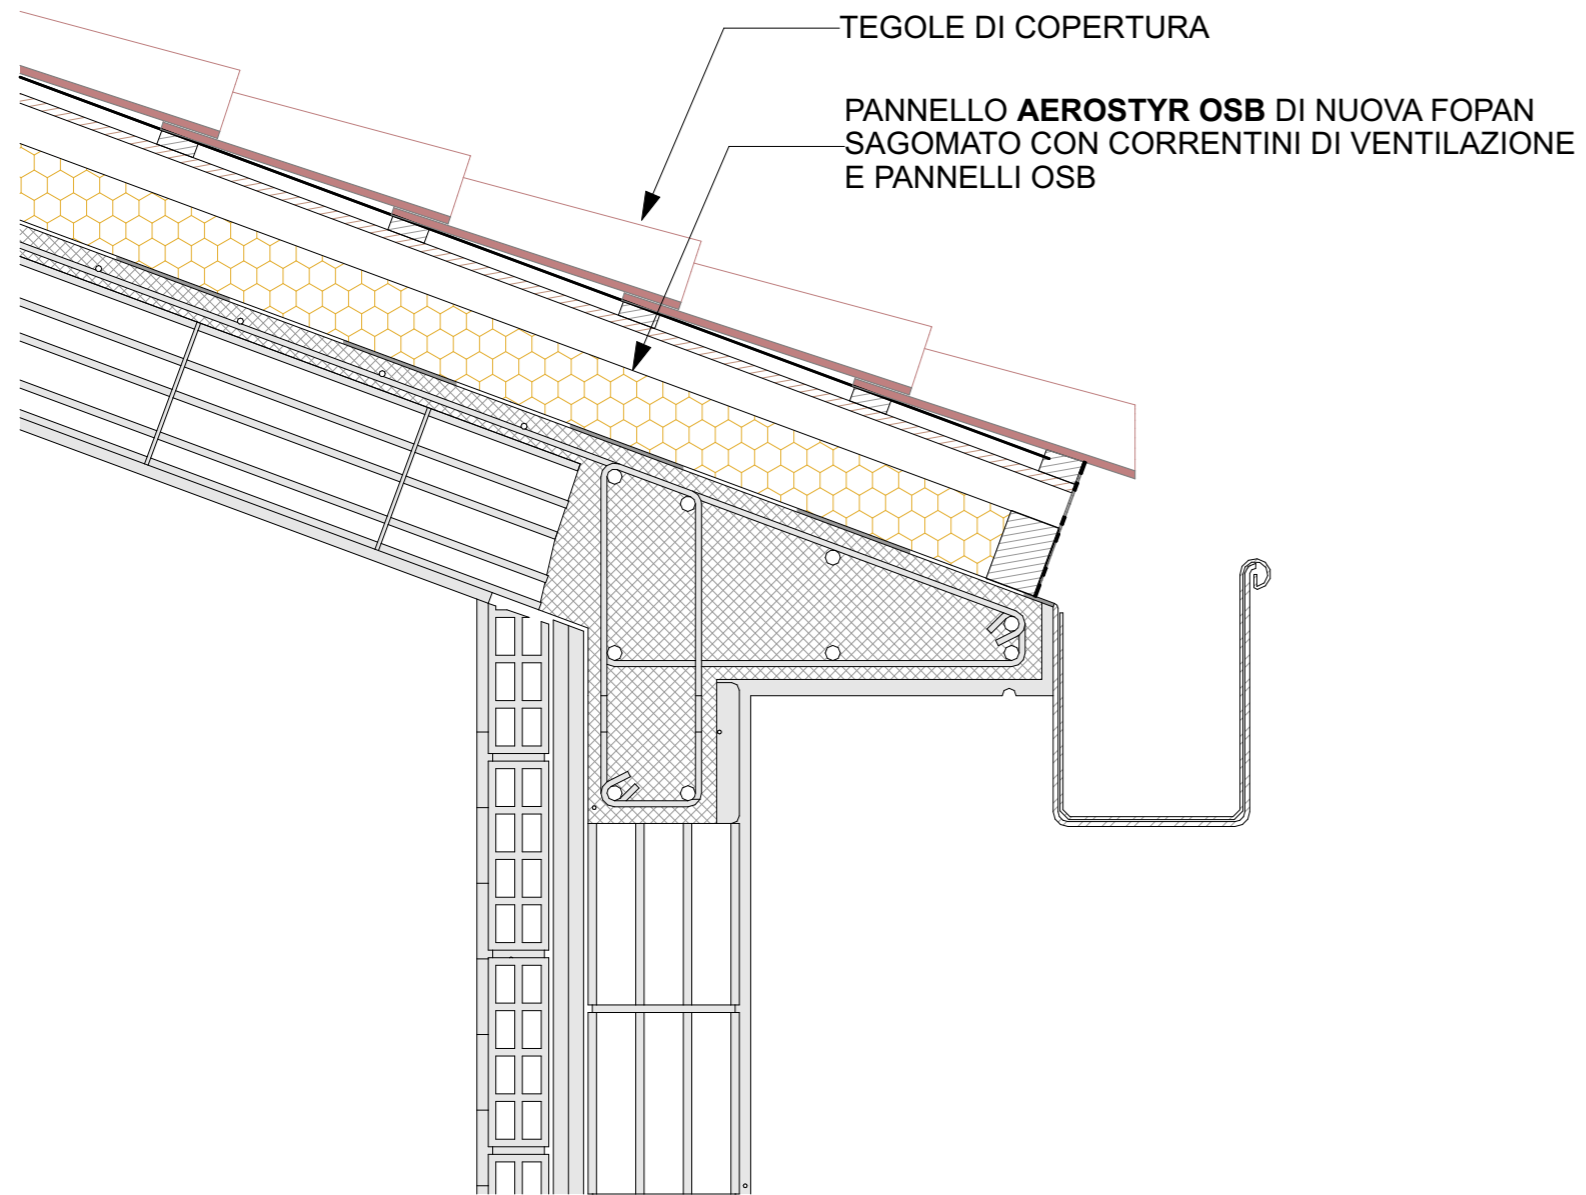 TEGOLE DI COPERTURA
PANNELLO AEROSTYR OSB DI NUOVA FOPAN
SAGOMATO CON CORRENTINI DI VENTILAZIONE
E PANNELLI OSB